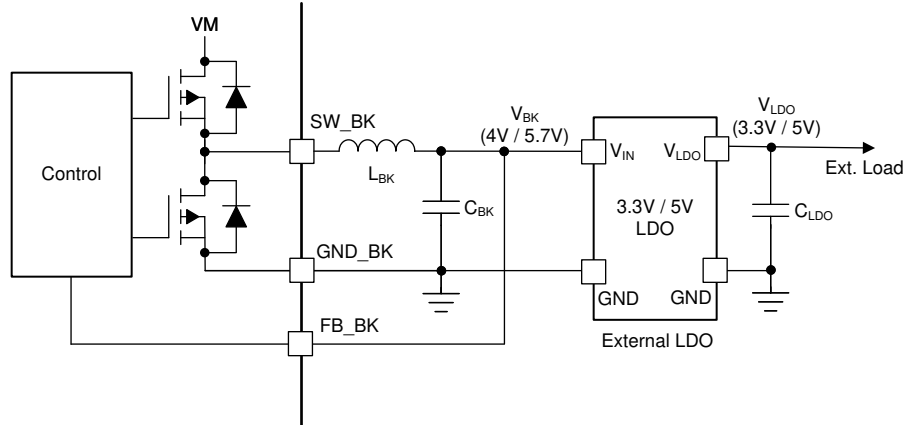 VM
Control
SW_BK
LBK
CBK
GND_BK
FB_BK
VBK
(4V / 5.7V)
VIN
VLDO
3.3V / 5V
LDO
GND
GND
External LDO
VLDO
(3.3V / 5V)
Ext. Load
CLDO